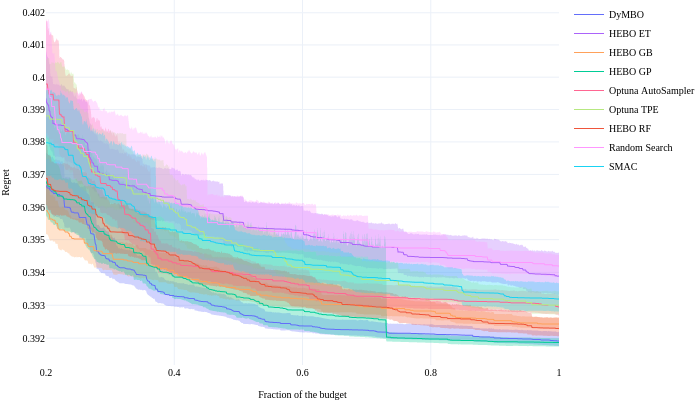 0.402
0.401
0.4
0.399
0.398
0.397
0.396
0.395
0.394
0.393
0.392
Regret
0.2
0.4
0.6
0.8
1
Fraction of the budget
DyMBO
HEBO ET
HEBO GB
HEBO GP
Optuna AutoSampler
Optuna TPE
HEBO RF
Random Search
SMAC